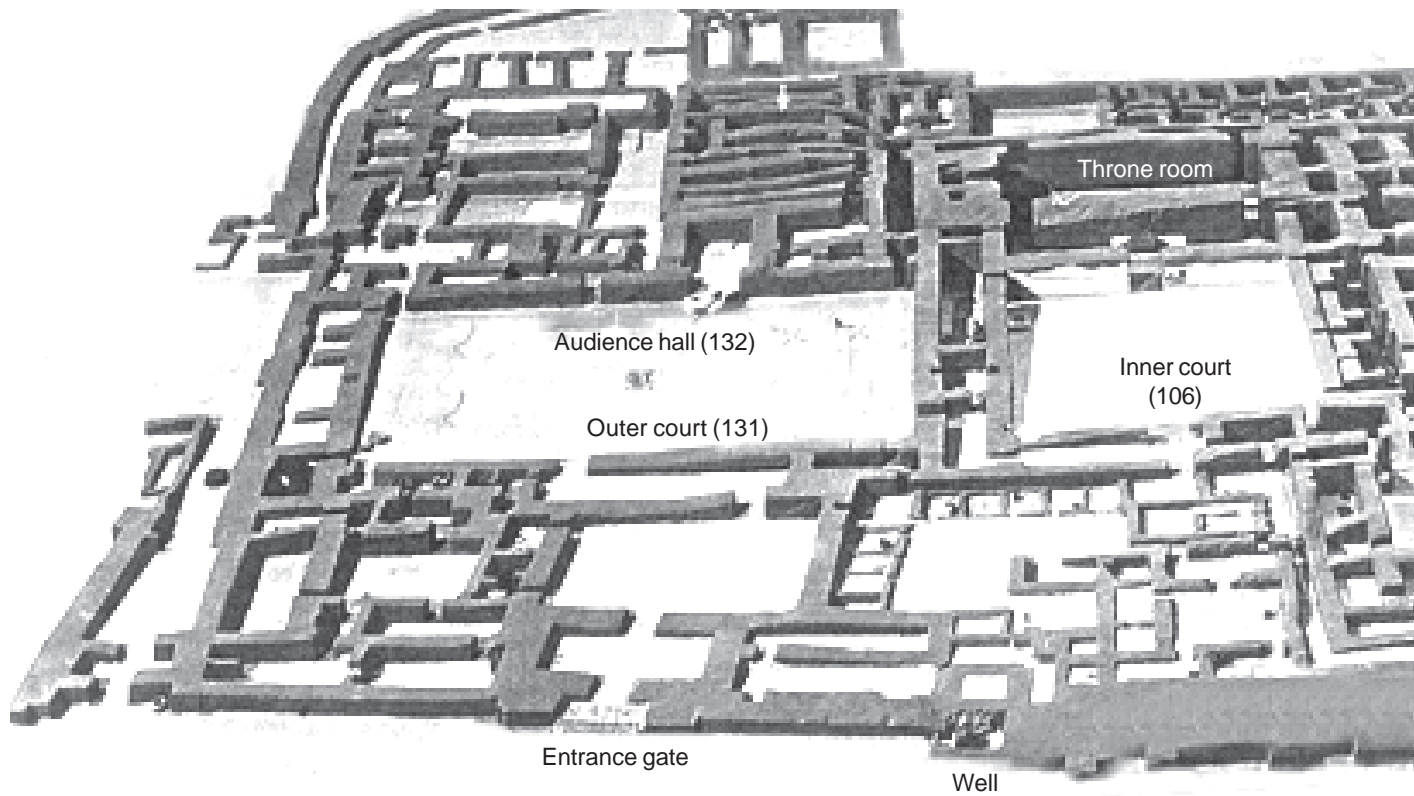 Throne room
Audience hall (132)
Inner court
(106)
Outer court (131)
Entrance gate
Well